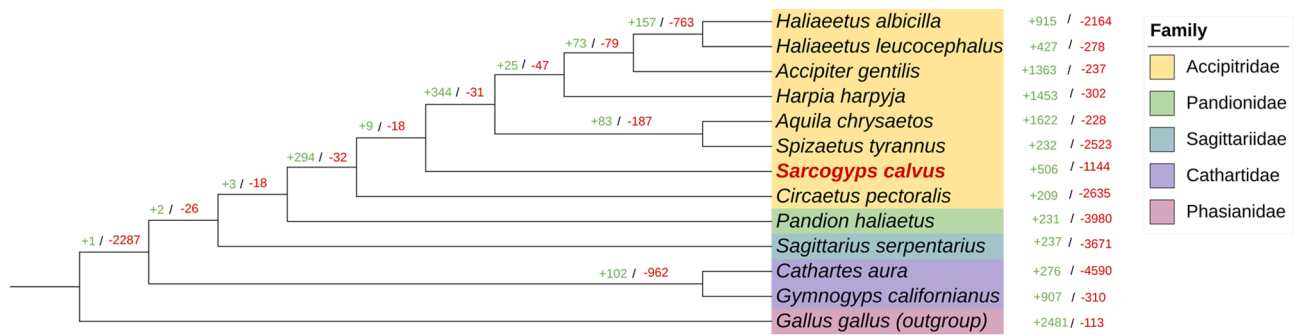 +157 / -763
Haliaeetus albicilla
+915 / -2164
Family
+73 / -79
Haliaeetus leucocephalus
+427 / -278
+25 / -47
Accipiter gentilis
+1363 / -237
Accipitridae
+344 / -31
Harpia harpyja
+1453 / -302
Pandionidae
+9 / -18
+83 / -187
Aquila chrysaetos
+1622 / -228
Sagittariidae
Spizaetus tyrannus
+232 / -2523
+294 / -32
Sarcogyps calvus
+506 / -1144
Cathartidae
+3 / -18
Circaetus pectoralis
+209 / -2635
Phasianidae
+2 / -26
Pandion haliaetus
+231 / -3980
+1 / -2287
Sagittarius serpentarius
+237 / -3671
+102 / -962
Cathartes aura
+276 / -4590
Gymnogyps californianus
+907 / -310
Gallus gallus (outgroup)
+2481 / -113